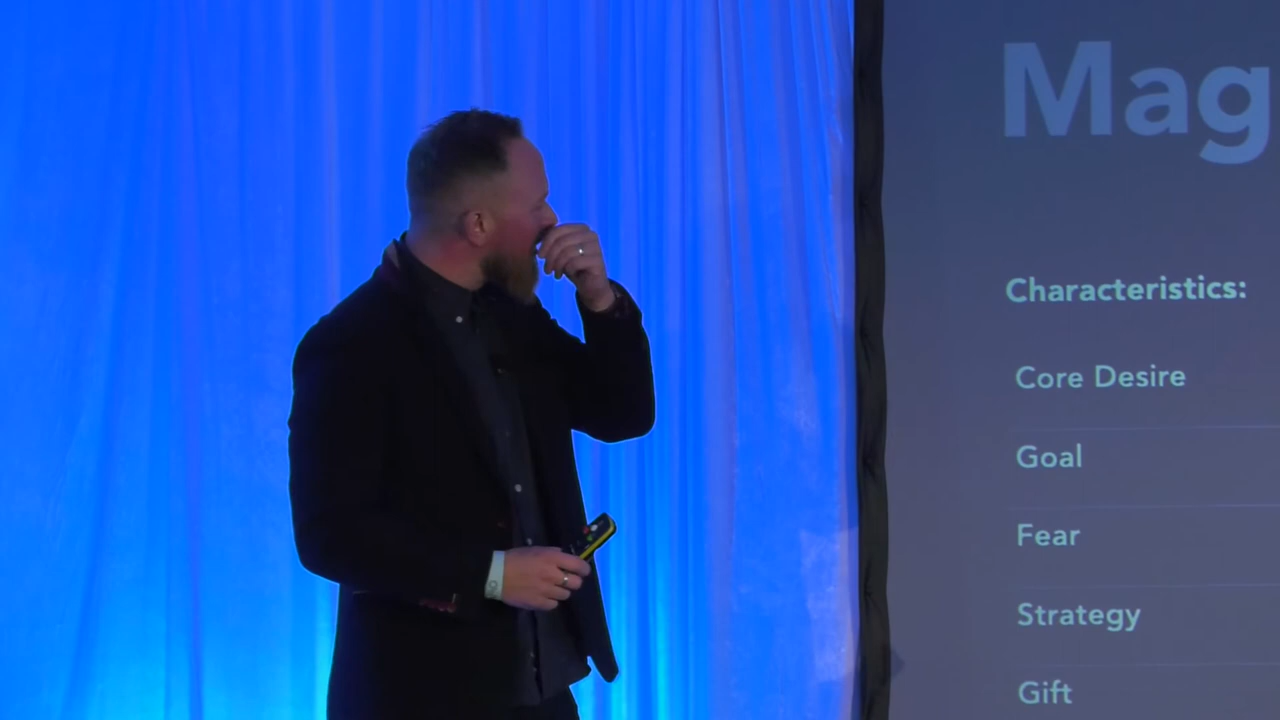 Mag
Characteristics:
Core Desire
Goal
Fear
Strategy
Gift